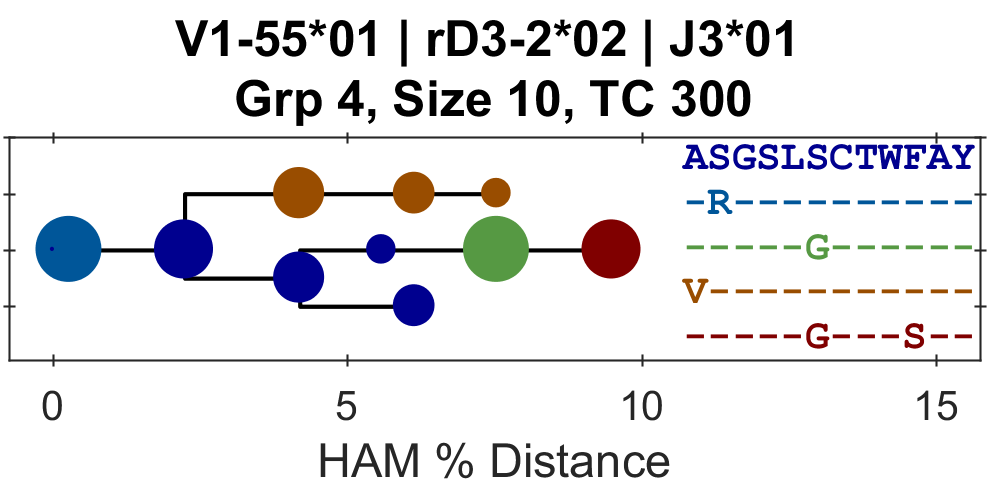 V1-55*01 | rD3-2*02 | J3*01
Grp 4, Size 10, TC 300
ASGSLSCTWFAY
-R----------
-----G------
V-----------
-----G---S--
0 5 10 15
HAM % Distance